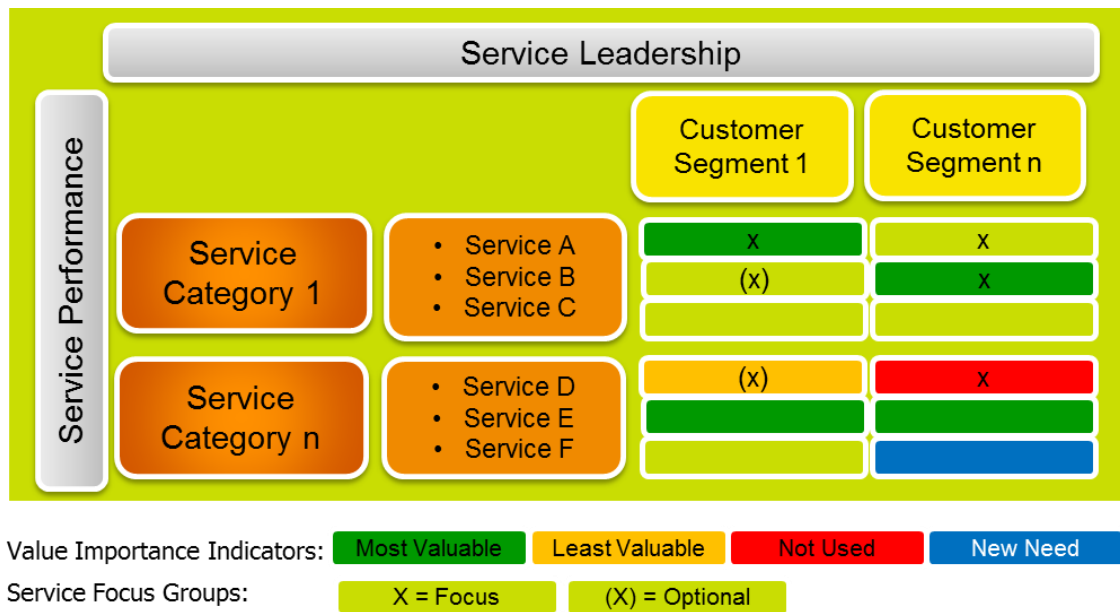 Service Leadership
Service Performance
Customer
Segment 1
Customer
Segment n
Service
Category 1
• Service A
• Service B
• Service C
x
x
(x)
x
Service
Category n
• Service D
• Service E
• Service F
(x)
x
Value Importance Indicators:
Most Valuable
Least Valuable
Not Used
New Need
Service Focus Groups:
X = Focus
(X) = Optional